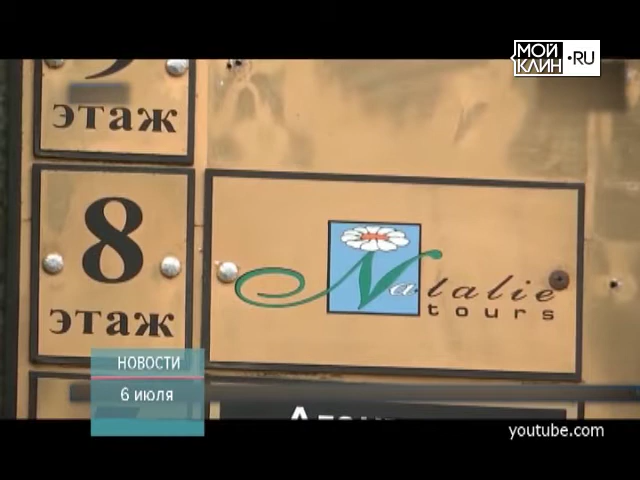 МОЙ
КЛИН .RU
этаж
8
этаж
Natalie
tours
НОВОСТИ
6 июля
youtube.com